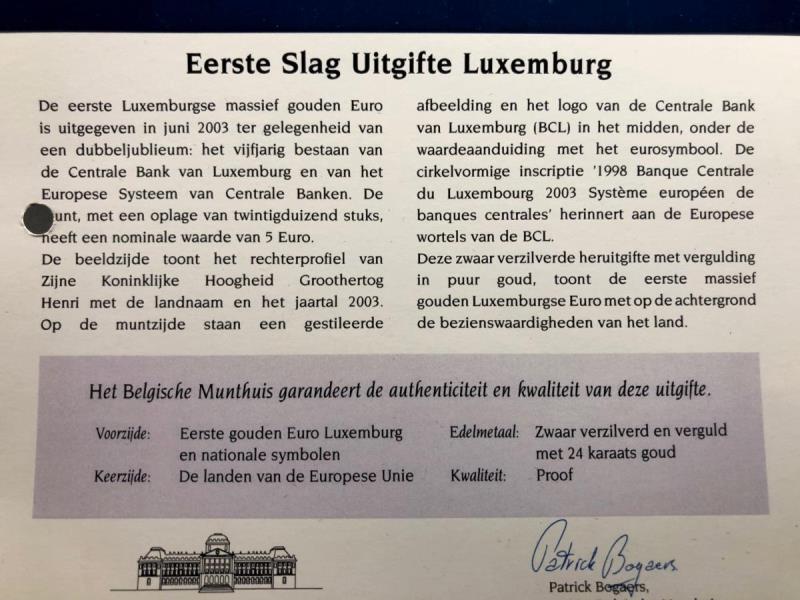 Eerste Slag Uitgifte Luxemburg
De eerste Luxemburgse massief gouden Euro
is uitgegeven in juni 2003 ter gelegenheid van
een dubbeljublieum: het vijfjarig bestaan van
de Centrale Bank van Luxemburg en van het
Europese Systeem van Centrale Banken. De
unt, met een oplage van twintigduizend stuks,
heeft een nominale waarde van 5 Euro.
De beeldzijde toont het rechterprofiel van
Zijne Koninklijke Hoogheid Groothertog
Henri met de landnaam en het jaartal 2003.
Op de muntzijde staan een gestileerde
afbeelding en het logo van de Centrale Bank
van Luxemburg (BCL) in het midden, onder de
waardeaanduiding met het eurosymbool. De
cirkelvormige inscriptie '1998 Banque Centrale
du Luxembourg 2003 Système européen de
banques centrales' herinnert aan de Europese
wortels van de BCL.
Deze zwaar verzilverde heruitgifte met vergulding
in puur goud, toont de eerste massief
gouden Luxemburgse Euro met op de achtergrond
de bezienswaardigheden van het land.
Het Belgische Munthuis garandeert de authenticiteit en kwaliteit van deze uitgifte.
Voorzijde: Eerste gouden Euro Luxemburg
en nationale symbolen
Keerzijde: De landen van de Europese Unie
Edelmetaal: Zwaar verzilverd en verguld
met 24 karaats goud
Kwaliteit: Proof
Patrick Bogaers
Patrick Bogaers,